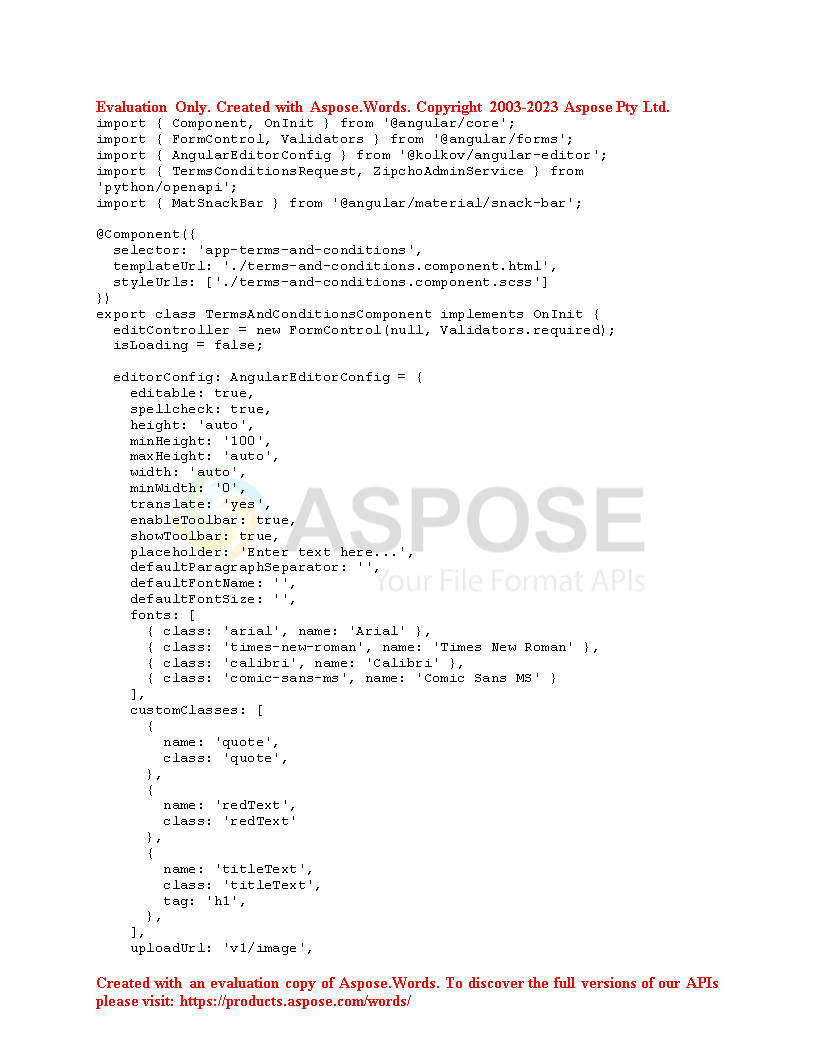 Evaluation Only. Created with Aspose.Words. Copyright 2003-2023 Aspose Pty Ltd.
import { Component, OnInit } from '@angular/core';
import { FormControl, Validators } from '@angular/forms';
import { AngularEditorConfig } from '@kolkov/angular-editor';
import { TermsConditionsRequest, ZipchoAdminService } from
'python/openapi';
import { MatSnackBar } from '@angular/material/snack-bar';

@Component({
  selector: 'app-terms-and-conditions',
  templateUrl: './terms-and-conditions.component.html',
  styleUrls: ['./terms-and-conditions.component.scss']
})
export class TermsAndConditionsComponent implements OnInit {
  editController = new FormControl(null, Validators.required);
  isLoading = false;

  editorConfig: AngularEditorConfig = {
    editable: true,
    spellcheck: true,
    height: 'auto',
    minHeight: '100',
    maxHeight: 'auto',
    width: 'auto',
    minWidth: '0',
    translate: 'yes',
    enableToolbar: true,
    showToolbar: true,
    placeholder: 'Enter text here...',
    defaultParagraphSeparator: '',
    defaultFontName: '',
    defaultFontSize: '',
    fonts: [
      { class: 'arial', name: 'Arial' },
      { class: 'times-new-roman', name: 'Times New Roman' },
      { class: 'calibri', name: 'Calibri' },
      { class: 'comic-sans-ms', name: 'Comic Sans MS' }
    ],
    customClasses: [
      {
        name: 'quote',
        class: 'quote',
      },
      {
        name: 'redText',
        class: 'redText'
      },
      {
        name: 'titleText',
        class: 'titleText',
        tag: 'h1',
      },
    ],
    uploadUrl: 'v1/image',
ASPOSE
Your File Format APIs
Created with an evaluation copy of Aspose.Words. To discover the full versions of our APIs
please visit: https://products.aspose.com/words/